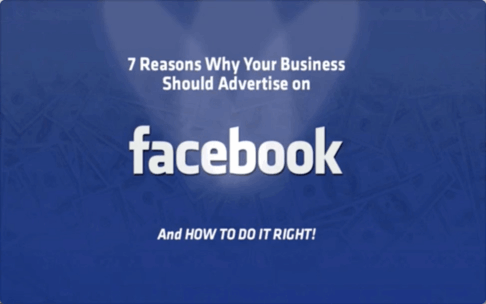 7 Reasons Why Your Business
Should Advertise on
facebook
And HOW TO DO IT RIGHT!